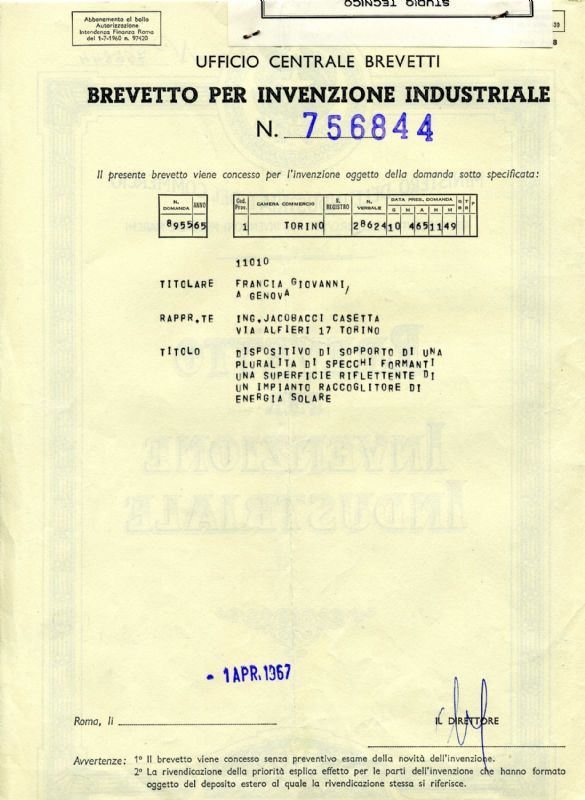 STUDIO TECNICO
Abbonamento al bollo
Autorizzazione
Intendenza Finanza Roma
del 1-7-1960 n. 97420
UFFICIO CENTRALE BREVETTI
BREVETTO PER INVENZIONE INDUSTRIALE
N. 756844
Il presente brevetto viene concesso per l'invenzione oggetto della domanda sotto specificata:
N. DOMANDA ANNO Cod. Prov. CAMERA COMMERCIO N. REGISTRO N. VERBALE DATA PRES. DOMANDA
G M A H M
895565 1 TORINO 28624 10 4651149
11010
TITOLARE FRANCIA GIOVANNI,
A GENOVA
RAPPR.TE ING.JACOBACCI CASETTA
VIA ALFIERI 17 TORINO
TITOLO DISPOSITIVO DI SOPPORTO DI UNA
PLURALITA DI SPECCHI FORMANTI
UNA SUPERFICIE RIFLETTENTE DI
UN IMPIANTO RACCOGLITORE DI
ENERGIA SOLARE
PER
INVENZIONE
INDUSTRIALE
- 1 APR. 1967
Roma, li
IL DIRETTORE
Avvertenze: 1° Il brevetto viene concesso senza preventivo esame della novità dell'invenzione.
2° La rivendicazione della priorità esplica effetto per le parti dell'invenzione che hanno formato
oggetto del deposito estero al quale la rivendicazione stessa si riferisce.